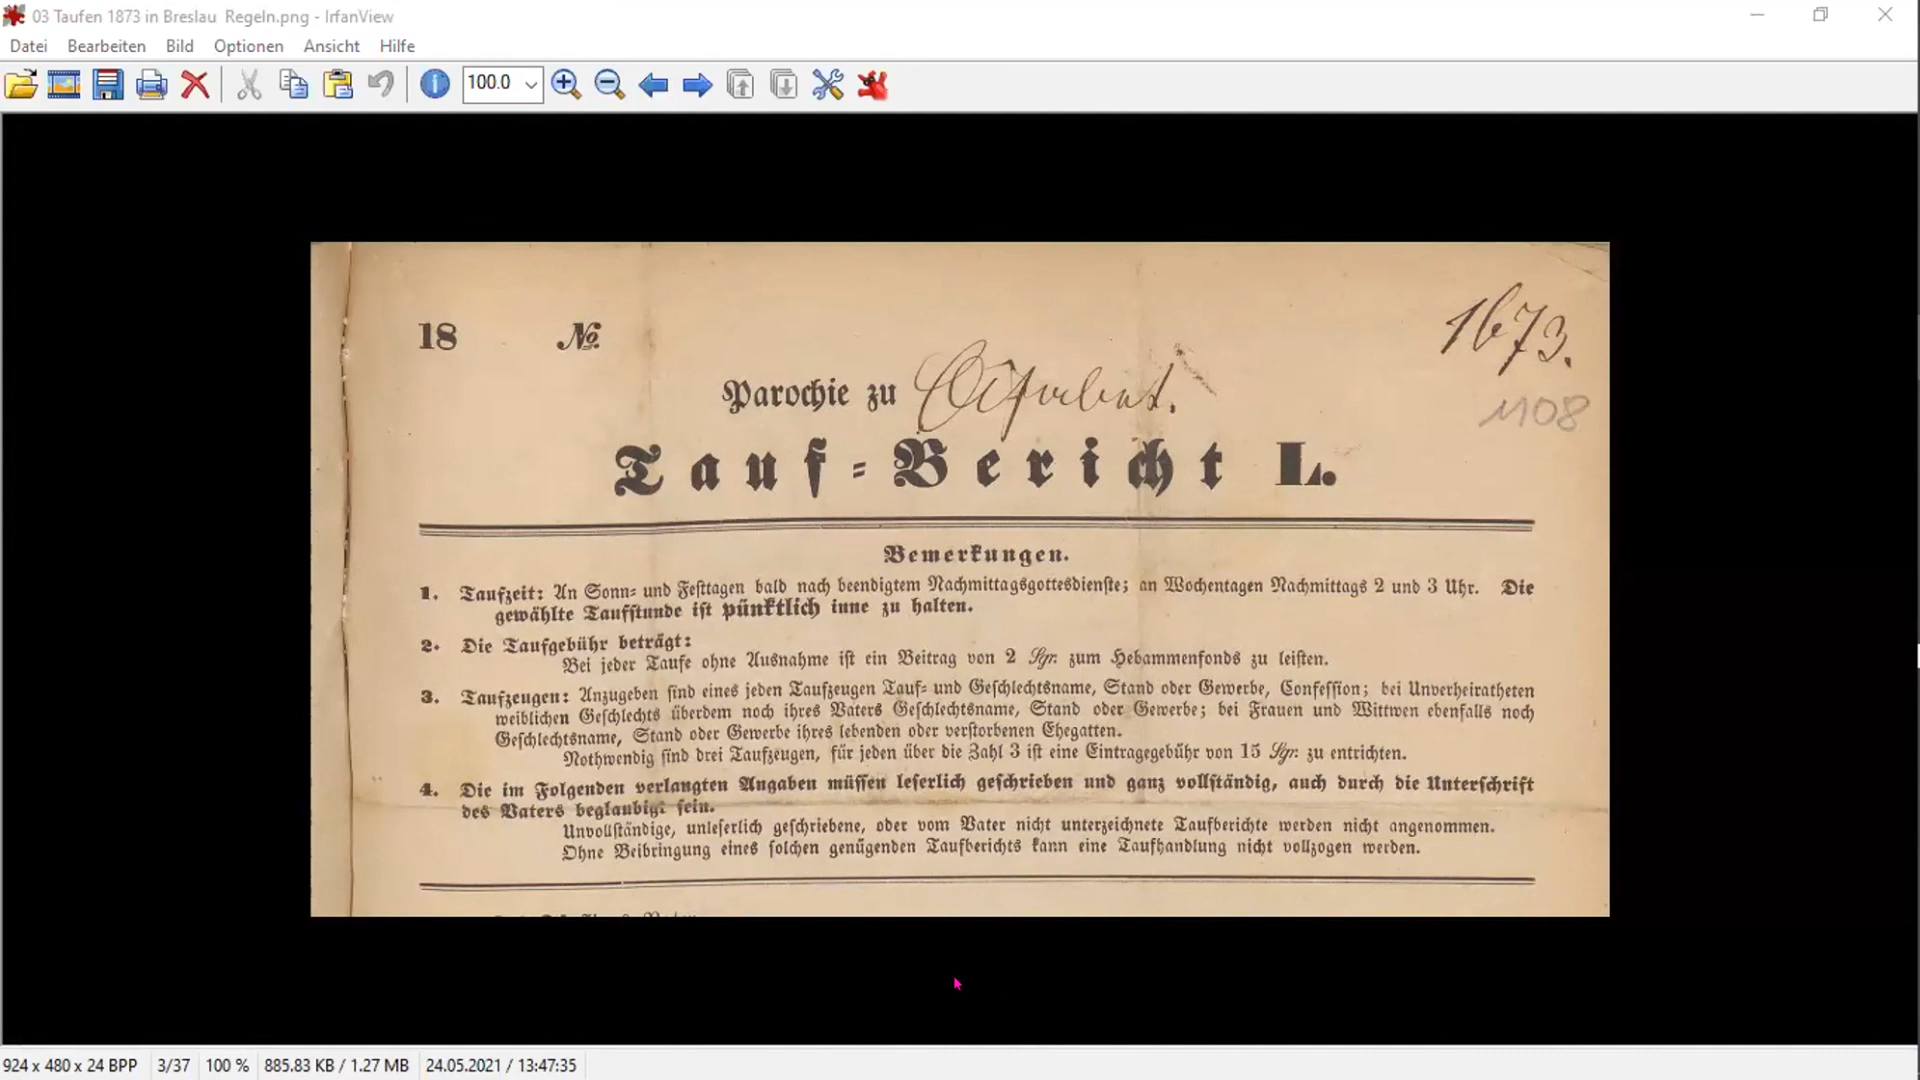 03 Taufen 1873 in Breslau  Regeln.png - IrfanView
Datei Bearbeiten Bild Optionen Ansicht Hilfe
100.0
18 No.
1673.
1108
Parochie zu
Tauf=Bericht L.
Bemerkungen.
1. Taufzeit: An Sonn= und Festtagen bald nach beendigtem Nachmittagsgottesdienste; an Wochentagen Nachmittags 2 und 3 Uhr. Die
gewählte Taufstunde ist pünktlich inne zu halten.
2. Die Taufgebühr beträgt:
Bei jeder Taufe ohne Ausnahme ist ein Beitrag von 2 Sgr. zum Hebammenfonds zu leisten.
3. Taufzeugen: Anzugeben sind eines jeden Taufzeugen Tauf= und Geschlechtsname, Stand oder Gewerbe, Confession; bei Unverheiratheten
weiblichen Geschlechts überdem noch ihres Vaters Geschlechtsname, Stand oder Gewerbe; bei Frauen und Wittwen ebenfalls noch
Geschlechtsname, Stand oder Gewerbe ihres lebenden oder verstorbenen Ehegatten.
Nothwendig sind drei Taufzeugen, für jeden über die Zahl 3 ist eine Eintragegebühr von 15 Sgr. zu entrichten.
4. Die im Folgenden verlangten Angaben müssen leserlich geschrieben und ganz vollständig, auch durch die Unterschrift
des Vaters beglaubigt sein.
Unvollständige, unleserlich geschriebene, oder vom Vater nicht unterzeichnete Taufberichte werden nicht angenommen.
Ohne Beibringung eines solchen genügenden Taufberichts kann eine Taufhandlung nicht vollzogen werden.
924 x 480 x 24 BPP 3/37 100 % 885.83 KB / 1.27 MB 24.05.2021 / 13:47:35